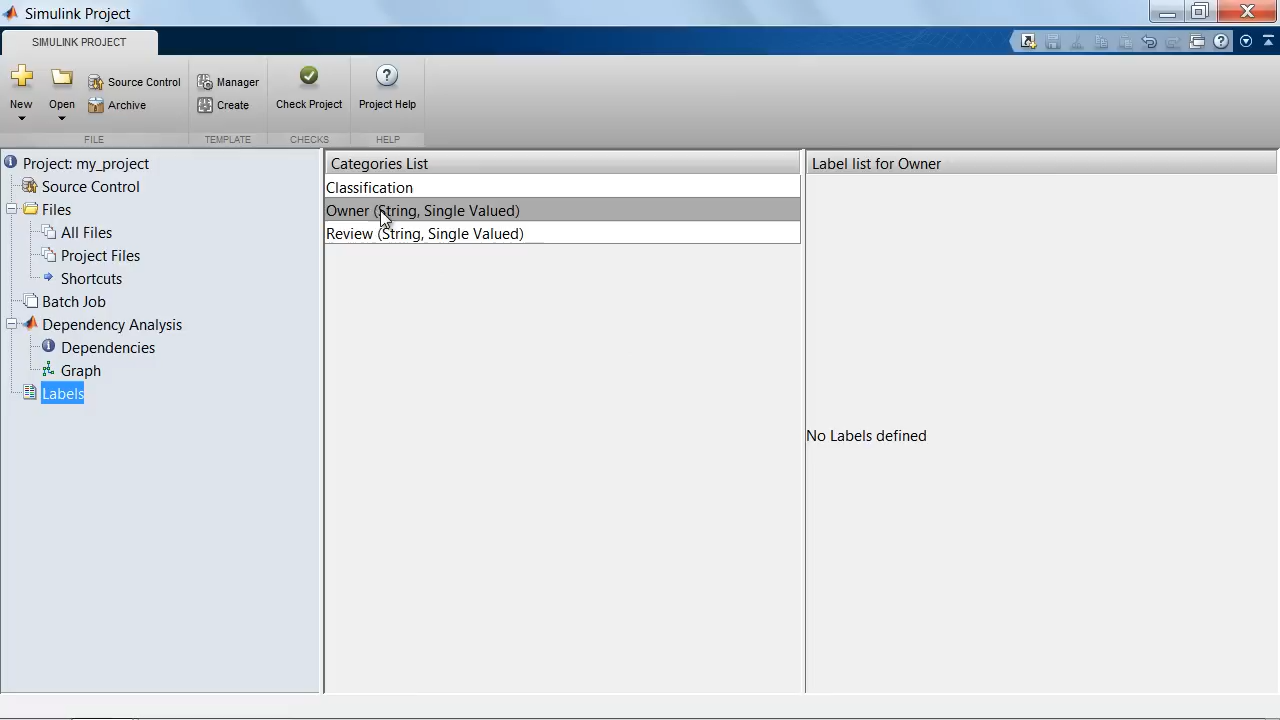 Simulink Project
SIMULINK PROJECT
New
Open
Source Control
Archive
Manager
Create
Check Project
Project Help
FILE
TEMPLATE
CHECKS
HELP
Project: my_project
Source Control
Files
All Files
Project Files
Shortcuts
Batch Job
Dependency Analysis
Dependencies
Graph
Labels
Categories List
Classification
Owner (String, Single Valued)
Review (String, Single Valued)
Label list for Owner
No Labels defined